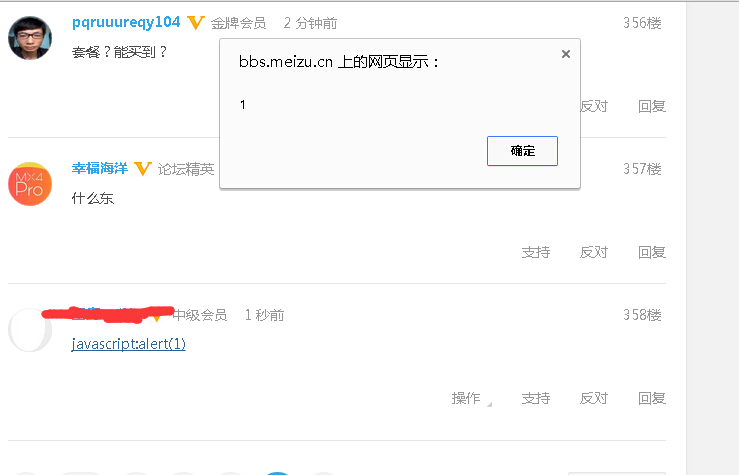 pqruuureqy104 金牌会员 2 分钟前 356楼
套餐？能买到？
bbs.meizu.cn 上的网页显示：
1
确定
反对 回复
MX4
Pro
幸福海洋 论坛精英 357楼
什么东
支持 反对 回复
中级会员 1 秒前 358楼
javascript:alert(1)
操作 支持 反对 回复